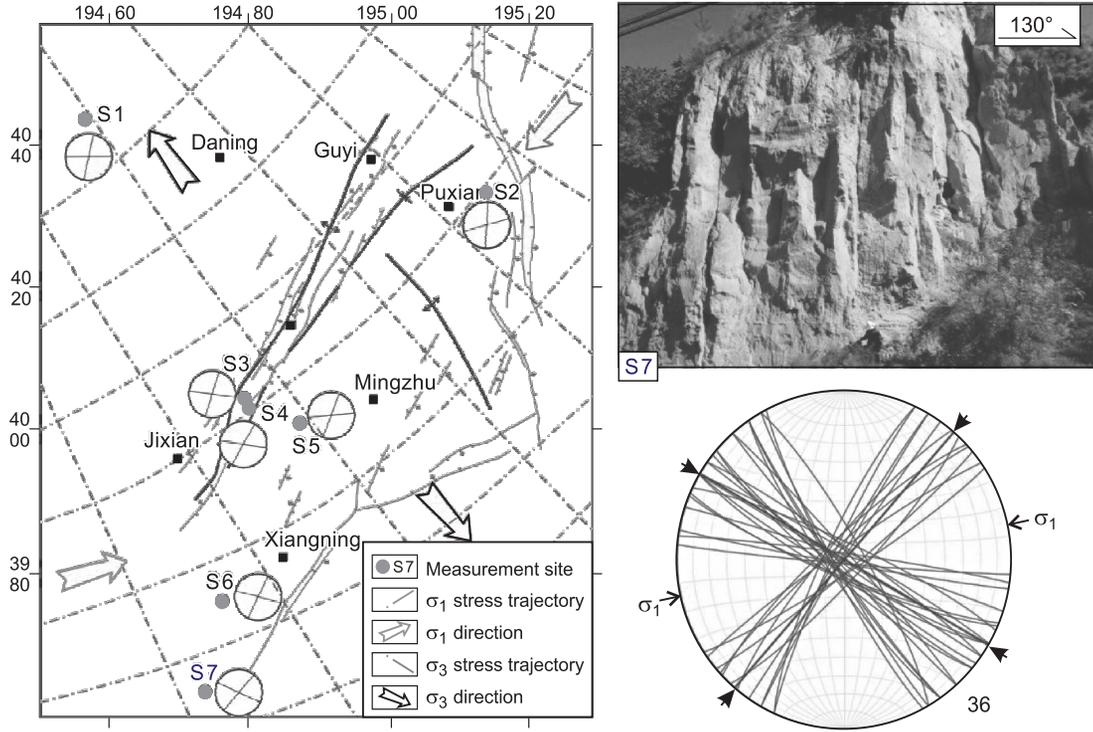 194 60
194 80
195 00
195 20
S1
40
40
Daning
Guyi
Puxian
S2
40
20
S3
Mingzhu
S4
40
00
S5
Jixian
Xiangning
39
80
S6
S7
S7 Measurement site
σ1 stress trajectory
σ1 direction
σ3 stress trajectory
σ3 direction
130°
S7
σ1
σ1
36